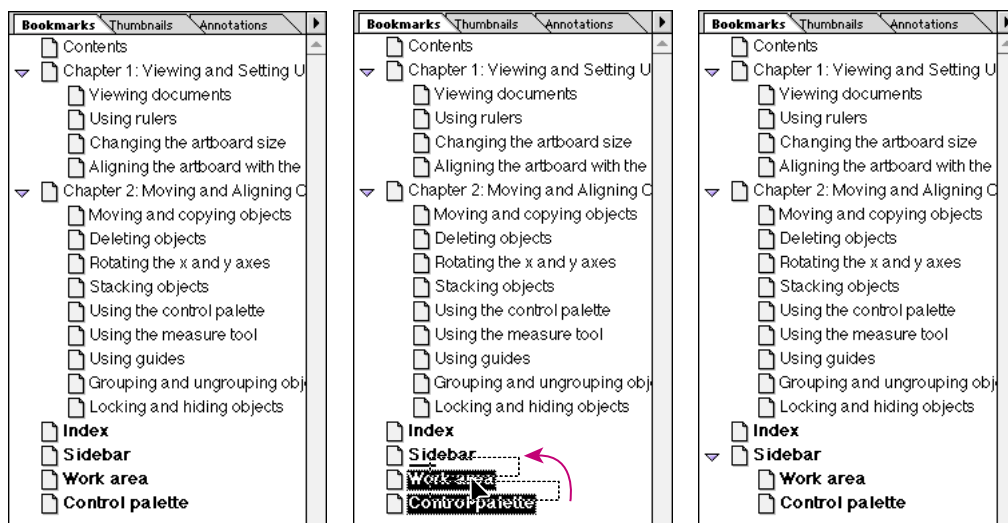 Bookmarks Thumbnails Annotations
Contents
Chapter 1: Viewing and Setting U
Viewing documents
Using rulers
Changing the artboard size
Aligning the artboard with the
Chapter 2: Moving and Aligning O
Moving and copying objects
Deleting objects
Rotating the x and y axes
Stacking objects
Using the control palette
Using the measure tool
Using guides
Grouping and ungrouping obj
Locking and hiding objects
Index
Sidebar
Work area
Control palette
Bookmarks Thumbnails Annotations
Contents
Chapter 1: Viewing and Setting U
Viewing documents
Using rulers
Changing the artboard size
Aligning the artboard with the
Chapter 2: Moving and Aligning O
Moving and copying objects
Deleting objects
Rotating the x and y axes
Stacking objects
Using the control palette
Using the measure tool
Using guides
Grouping and ungrouping obj
Locking and hiding objects
Index
Sidebar
Work area
Control palette
Bookmarks Thumbnails Annotations
Contents
Chapter 1: Viewing and Setting U
Viewing documents
Using rulers
Changing the artboard size
Aligning the artboard with the
Chapter 2: Moving and Aligning O
Moving and copying objects
Deleting objects
Rotating the x and y axes
Stacking objects
Using the control palette
Using the measure tool
Using guides
Grouping and ungrouping obj
Locking and hiding objects
Index
Sidebar
Work area
Control palette